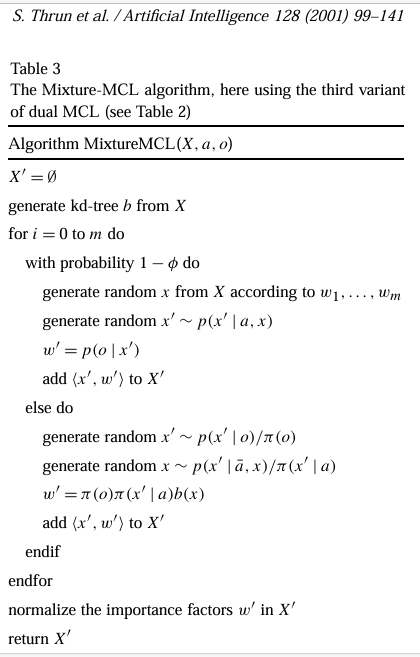 S. Thrun et al. / Artificial Intelligence 128 (2001) 99–141
Table 3
The Mixture-MCL algorithm, here using the third variant
of dual MCL (see Table 2)
Algorithm MixtureMCL(X, a, o)
X′ = ∅
generate kd-tree b from X
for i = 0 to m do
with probability 1 − ϕ do
generate random x from X according to w₁, . . . , wₘ
generate random x′ ∼ p(x′ | a, x)
w′ = p(o | x′)
add ⟨x′, w′⟩ to X′
else do
generate random x′ ∼ p(x′ | o)/π(o)
generate random x ∼ p(x′ | ā, x)/π(x′ | a)
w′ = π(o)π(x′ | a)b(x)
add ⟨x′, w′⟩ to X′
endif
endfor
normalize the importance factors w′ in X′
return X′